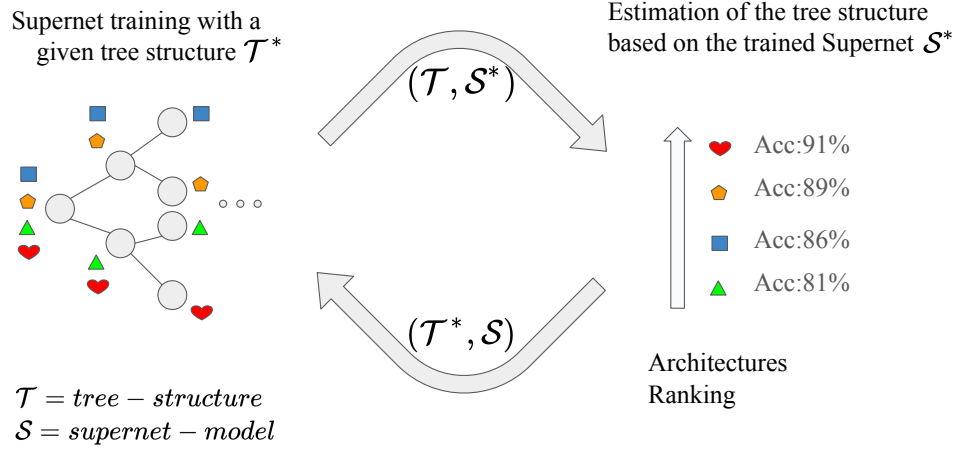 Supernet training with a
given tree structure 𝒯*
Estimation of the tree structure
based on the trained Supernet 𝒮*
(𝒯, 𝒮*)
Acc:91%
Acc:89%
Acc:86%
Acc:81%
(𝒯*, 𝒮)
Architectures
Ranking
𝒯 = tree − structure
𝒮 = supernet − model